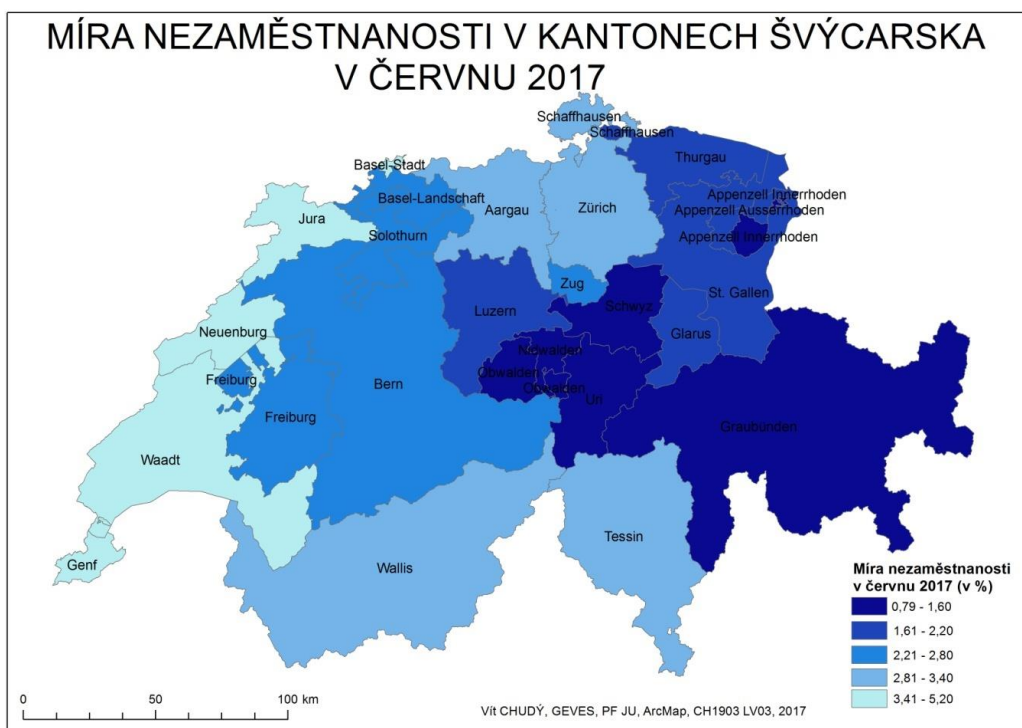 MÍRA NEZAMĚSTNANOSTI V KANTONECH ŠVÝCARSKA
V ČERVNU 2017
Schaffhausen
Schaffhausen
Thurgau
Basel-Stadt
Basel-Landschaft
Aargau
Zürich
Appenzell Innerrhoden
Appenzell Ausserrhoden
Jura
Solothurn
Appenzell Innerrhoden
Zug
St. Gallen
Luzern
Schwyz
Neuenburg
Glarus
Nidwalden
Obwalden
Freiburg
Bern
Obwalden
Uri
Freiburg
Graubünden
Waadt
Tessin
Genf
Wallis
Míra nezaměstnanosti
v červnu 2017 (v %)
0,79 - 1,60
1,61 - 2,20
2,21 - 2,80
2,81 - 3,40
3,41 - 5,20
0 50 100 km
Vít CHUDÝ, GEVES, PF JU, ArcMap, CH1903 LV03, 2017